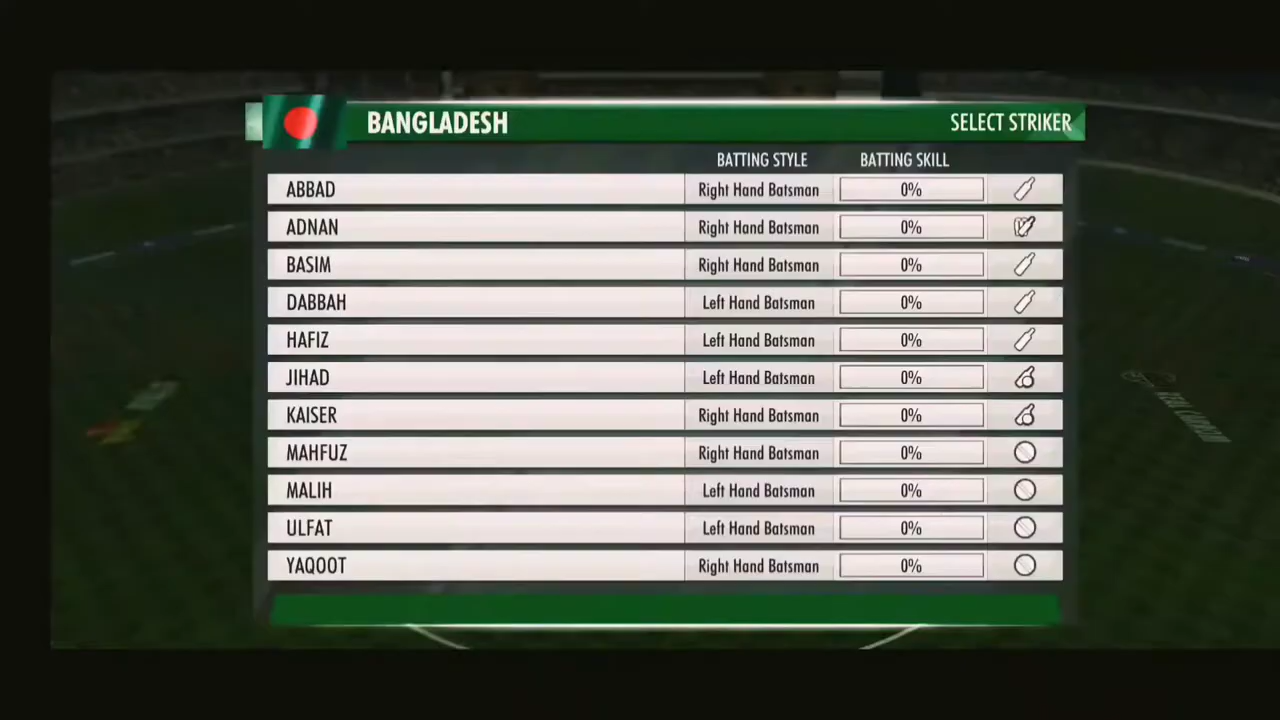 BANGLADESH SELECT STRIKER
BATTING STYLE BATTING SKILL
ABBAD Right Hand Batsman 0%
ADNAN Right Hand Batsman 0%
BASIM Right Hand Batsman 0%
DABBAH Left Hand Batsman 0%
HAFIZ Left Hand Batsman 0%
JIHAD Left Hand Batsman 0%
KAISER Right Hand Batsman 0%
MAHFUZ Right Hand Batsman 0%
MALIH Left Hand Batsman 0%
ULFAT Left Hand Batsman 0%
YAQOOT Right Hand Batsman 0%